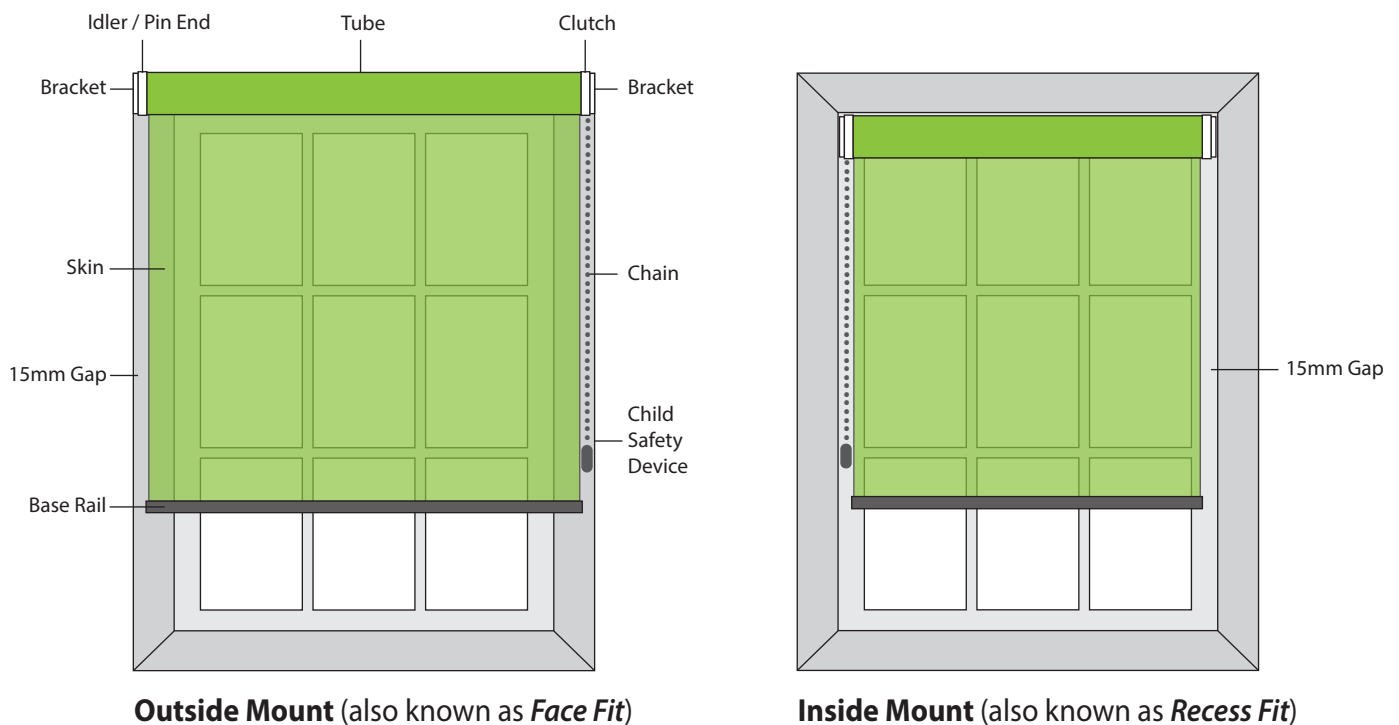 Idler / Pin End
Tube
Clutch
Bracket
Bracket
Skin
Chain
15mm Gap
15mm Gap
Child
Safety
Device
Base Rail
Outside Mount (also known as Face Fit)
Inside Mount (also known as Recess Fit)